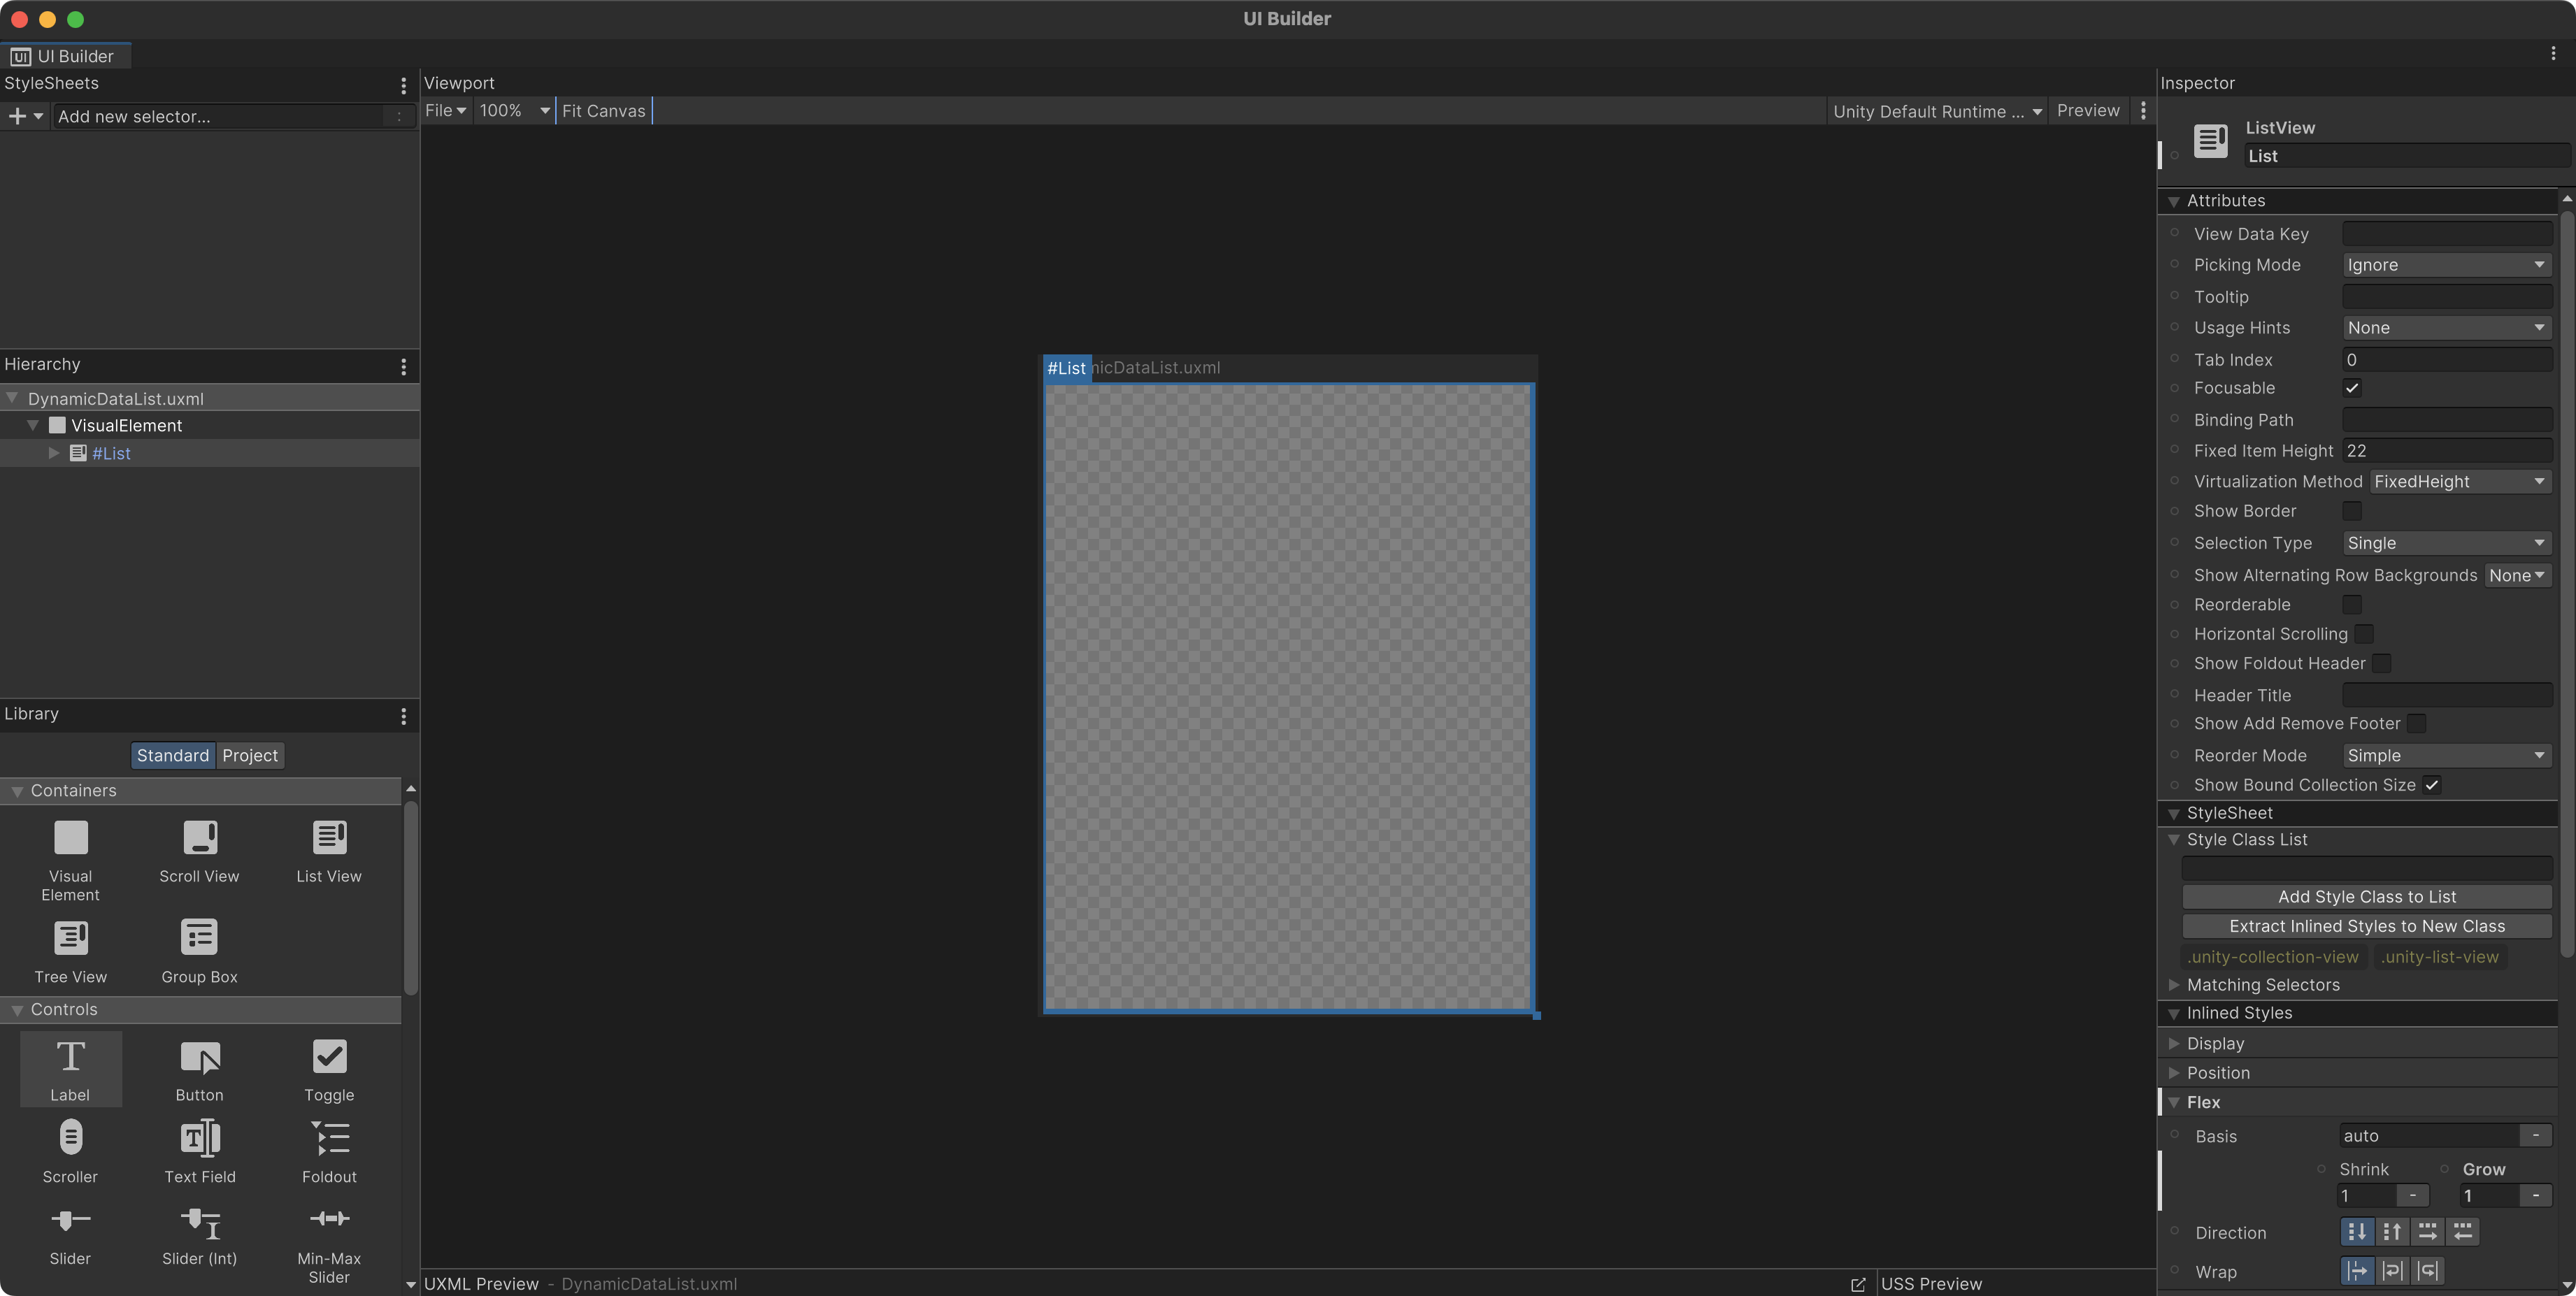 UI Builder
UI Builder
StyleSheets
Add new selector...
Hierarchy
DynamicDataList.uxml
VisualElement
#List
Library
Standard Project
Containers
Visual Element
Scroll View
List View
Tree View
Group Box
Controls
Label
Button
Toggle
Scroller
Text Field
Foldout
Slider
Slider (Int)
Min-Max Slider
Viewport
File 100% Fit Canvas
Unity Default Runtime ... Preview
#List nicDataList.uxml
UXML Preview - DynamicDataList.uxml
USS Preview
Inspector
ListView
List
Attributes
View Data Key
Picking Mode Ignore
Tooltip
Usage Hints None
Tab Index 0
Focusable
Binding Path
Fixed Item Height 22
Virtualization Method FixedHeight
Show Border
Selection Type Single
Show Alternating Row Backgrounds None
Reorderable
Horizontal Scrolling
Show Foldout Header
Header Title
Show Add Remove Footer
Reorder Mode Simple
Show Bound Collection Size
StyleSheet
Style Class List
Add Style Class to List
Extract Inlined Styles to New Class
.unity-collection-view .unity-list-view
Matching Selectors
Inlined Styles
Display
Position
Flex
Basis auto -
Shrink Grow
1 - 1 -
Direction
Wrap